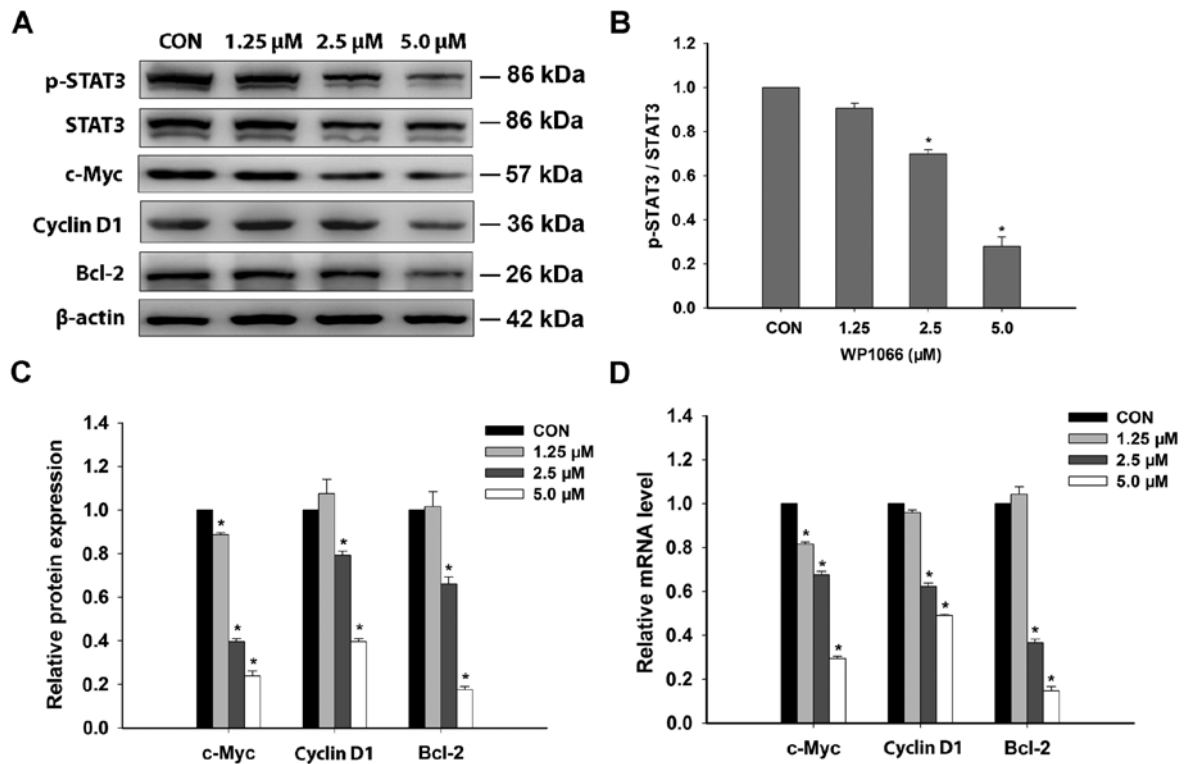 A
CON 1.25 µM 2.5 µM 5.0 µM
p-STAT3 — 86 kDa
STAT3 — 86 kDa
c-Myc — 57 kDa
Cyclin D1 — 36 kDa
Bcl-2 — 26 kDa
β-actin — 42 kDa
B
p-STAT3 / STAT3
1.2
1.0
0.8
0.6
0.4
0.2
0.0
*
*
CON 1.25 2.5 5.0
WP1066 (µM)
C
Relative protein expression
1.4
1.2
1.0
0.8
0.6
0.4
0.2
0.0
CON
1.25 µM
2.5 µM
5.0 µM
* * *
* *
* *
c-Myc Cyclin D1 Bcl-2
D
Relative mRNA level
1.4
1.2
1.0
0.8
0.6
0.4
0.2
0.0
CON
1.25 µM
2.5 µM
5.0 µM
* * *
* *
* *
c-Myc Cyclin D1 Bcl-2